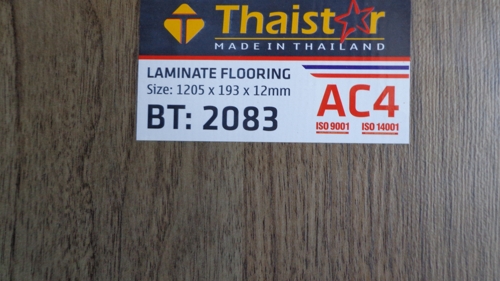 Thaistar
MADE IN THAILAND
LAMINATE FLOORING
Size: 1205 x 193 x 12mm
BT: 2083
AC4
ISO 9001 ISO 14001